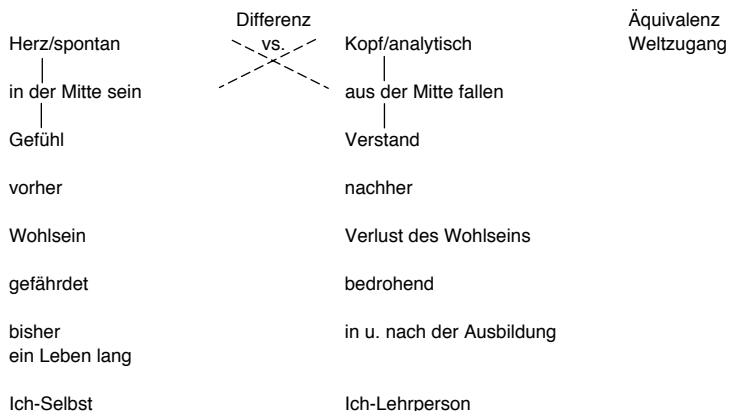 Differenz Äquivalenz
Herz/spontan vs. Kopf/analytisch Weltzugang
in der Mitte sein aus der Mitte fallen
Gefühl Verstand
vorher nachher
Wohlsein Verlust des Wohlseins
gefährdet bedrohend
bisher in u. nach der Ausbildung
ein Leben lang
Ich-Selbst Ich-Lehrperson